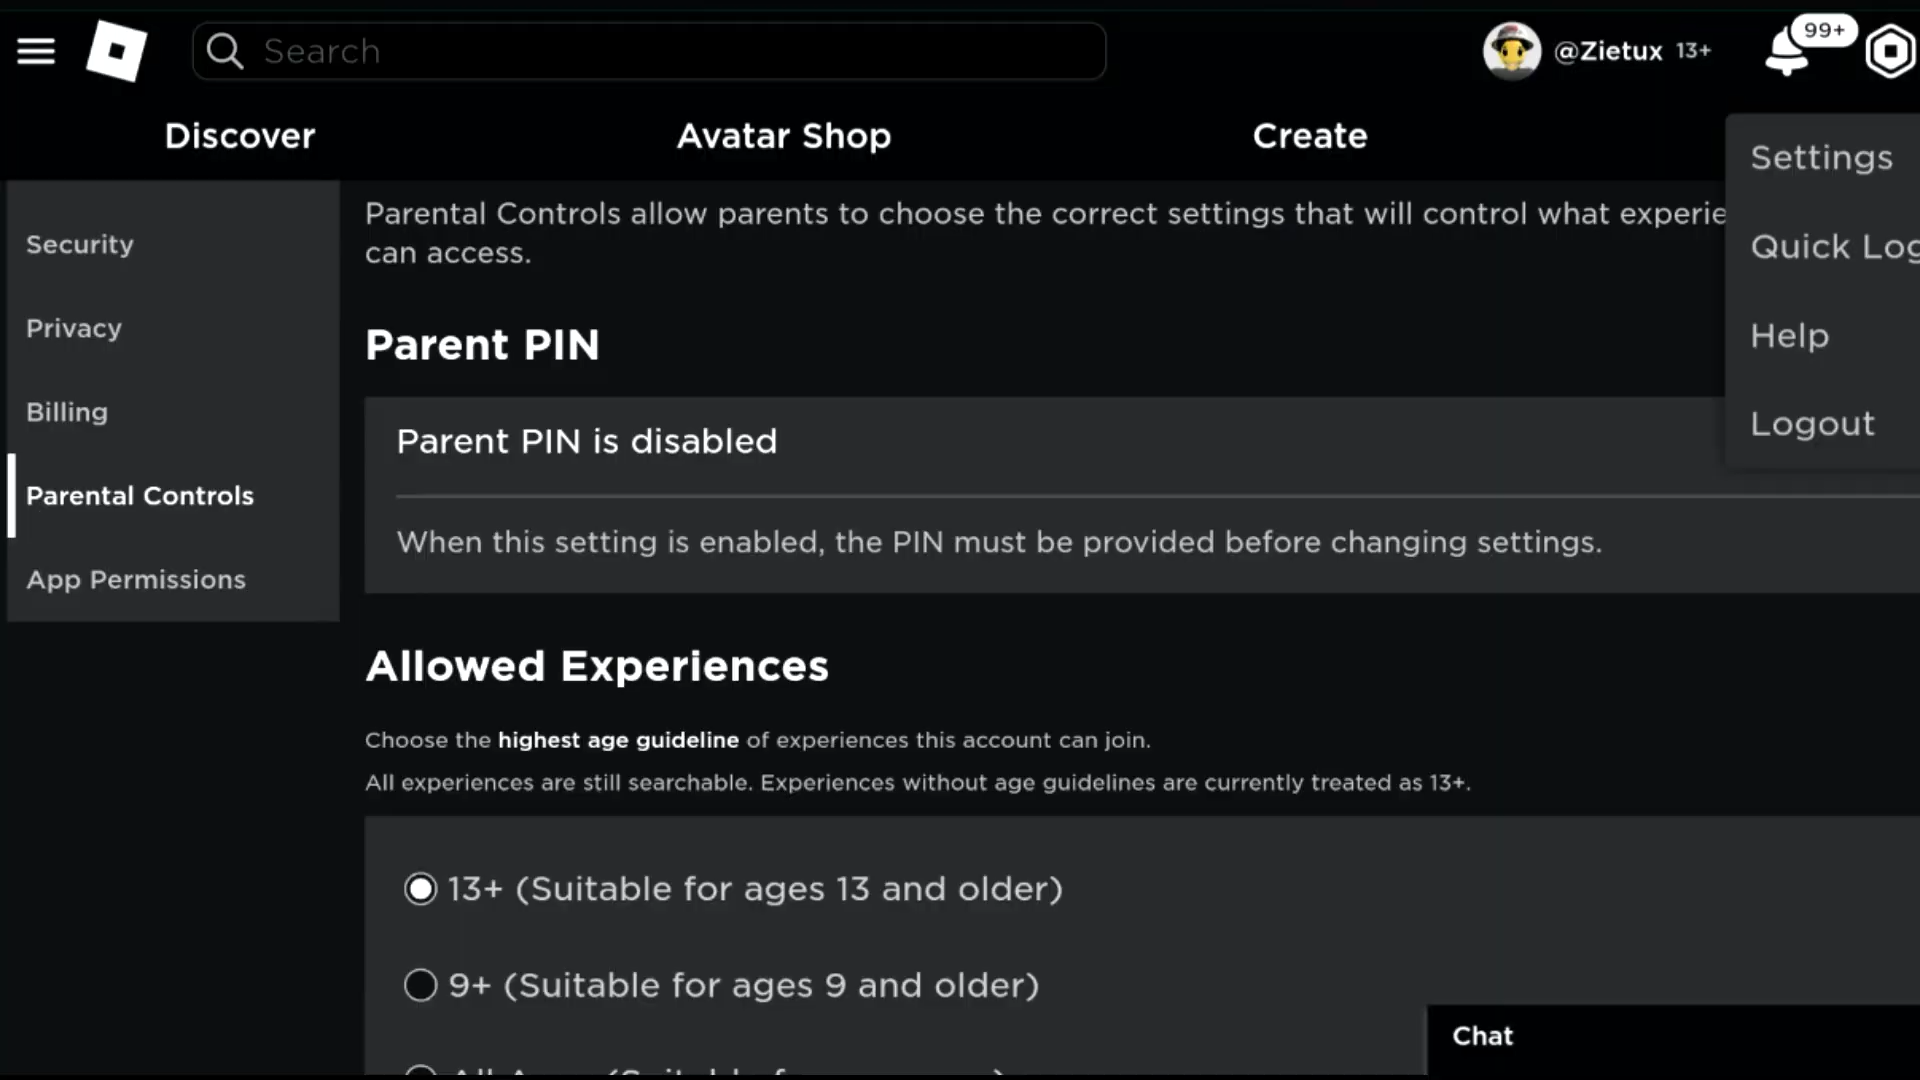 Search
@Zietux 13+
99+
Discover
Avatar Shop
Create
Settings
Quick Log
Help
Logout
Security
Privacy
Billing
Parental Controls
App Permissions
Parental Controls allow parents to choose the correct settings that will control what experie
can access.
Parent PIN
Parent PIN is disabled
When this setting is enabled, the PIN must be provided before changing settings.
Allowed Experiences
Choose the highest age guideline of experiences this account can join.
All experiences are still searchable. Experiences without age guidelines are currently treated as 13+.
13+ (Suitable for ages 13 and older)
9+ (Suitable for ages 9 and older)
Chat